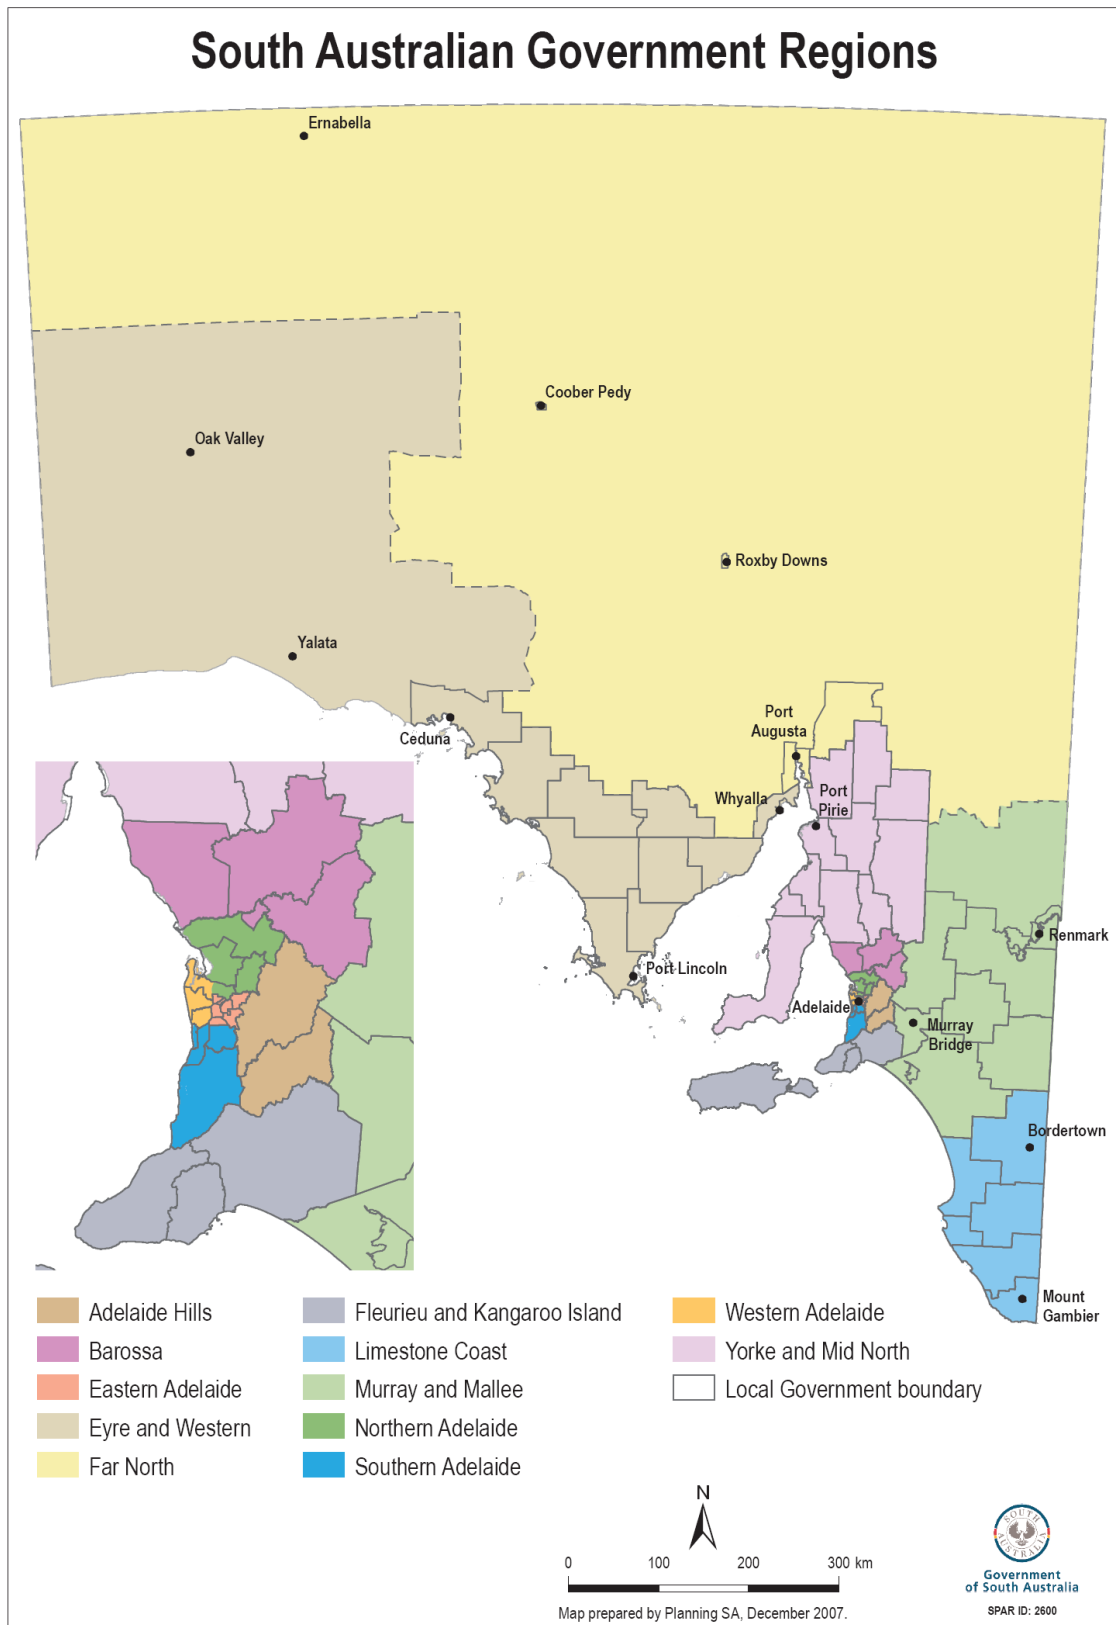 South Australian Government Regions
Ernabella
Coober Pedy
Oak Valley
Roxby Downs
Yalata
Ceduna
Port
Augusta
Whyalla
Port
Pirie
Renmark
Port Lincoln
Adelaide
Murray
Bridge
Bordertown
Mount
Gambier
Adelaide Hills
Barossa
Eastern Adelaide
Eyre and Western
Far North
Fleurieu and Kangaroo Island
Limestone Coast
Murray and Mallee
Northern Adelaide
Southern Adelaide
Western Adelaide
Yorke and Mid North
Local Government boundary
N
0 100 200 300 km
Map prepared by Planning SA, December 2007.
SOUTH
AUSTRALIA
Government
of South Australia
SPAR ID: 2600